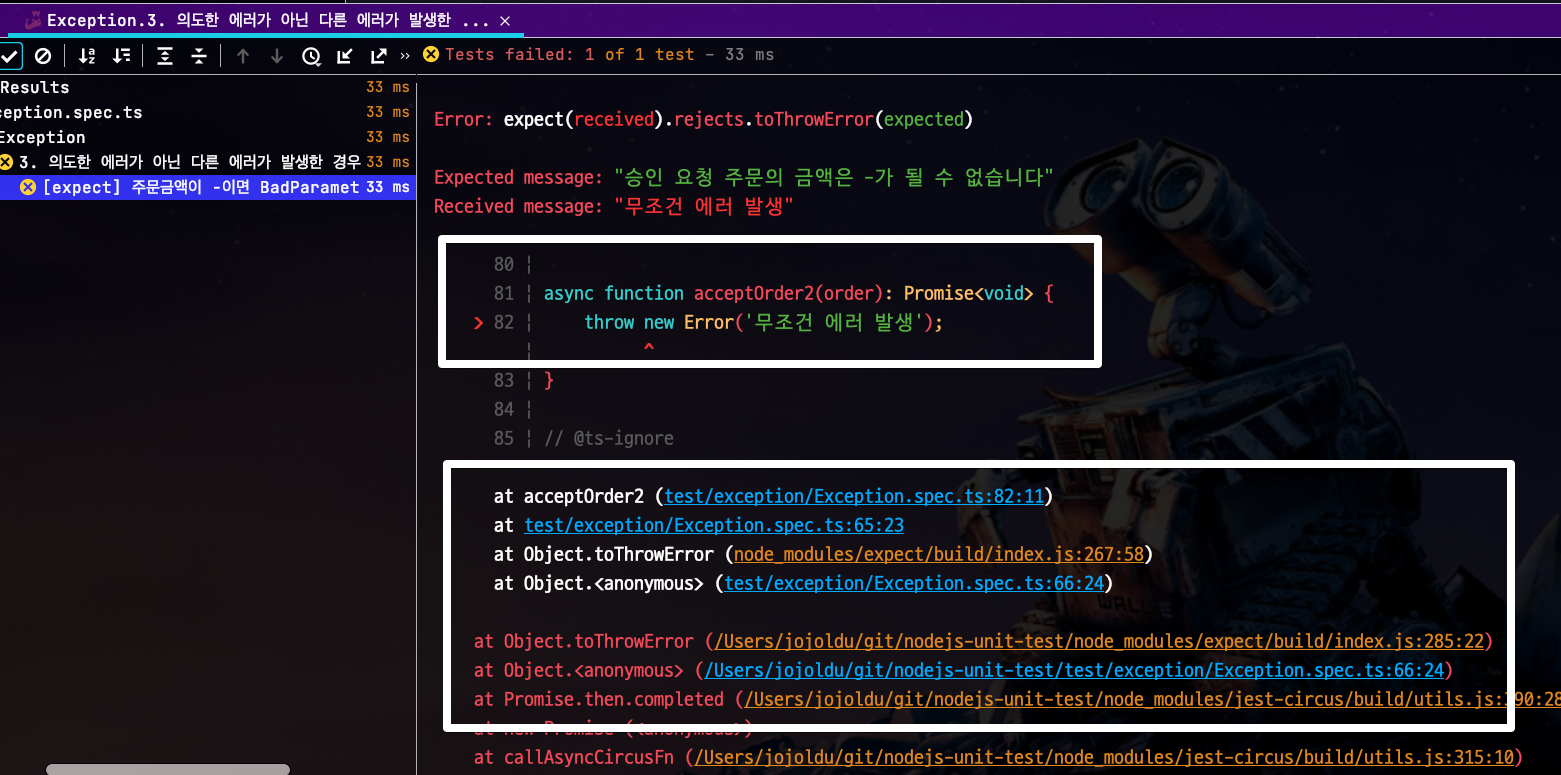 Exception.3. 의도한 에러가 아닌 다른 에러가 발생한 ... ×
Tests failed: 1 of 1 test – 33 ms
Results 33 ms
ception.spec.ts 33 ms
Exception 33 ms
3. 의도한 에러가 아닌 다른 에러가 발생한 경우 33 ms
[expect] 주문금액이 -이면 BadParamet 33 ms
Error: expect(received).rejects.toThrowError(expected)
Expected message: "승인 요청 주문의 금액은 -가 될 수 없습니다"
Received message: "무조건 에러 발생"
80 |
81 | async function acceptOrder2(order): Promise<void> {
> 82 | throw new Error('무조건 에러 발생');
| ^
83 | }
84 |
85 | // @ts-ignore
at acceptOrder2 (test/exception/Exception.spec.ts:82:11)
at test/exception/Exception.spec.ts:65:23
at Object.toThrowError (node_modules/expect/build/index.js:267:58)
at Object.<anonymous> (test/exception/Exception.spec.ts:66:24)
at Object.toThrowError (/Users/jojoldu/git/nodejs-unit-test/node_modules/expect/build/index.js:285:22)
at Object.<anonymous> (/Users/jojoldu/git/nodejs-unit-test/test/exception/Exception.spec.ts:66:24)
at Promise.then.completed (/Users/jojoldu/git/nodejs-unit-test/node_modules/jest-circus/build/utils.js:390:28
at new Promise (<anonymous>)
at callAsyncCircusFn (/Users/jojoldu/git/nodejs-unit-test/node_modules/jest-circus/build/utils.js:315:10)